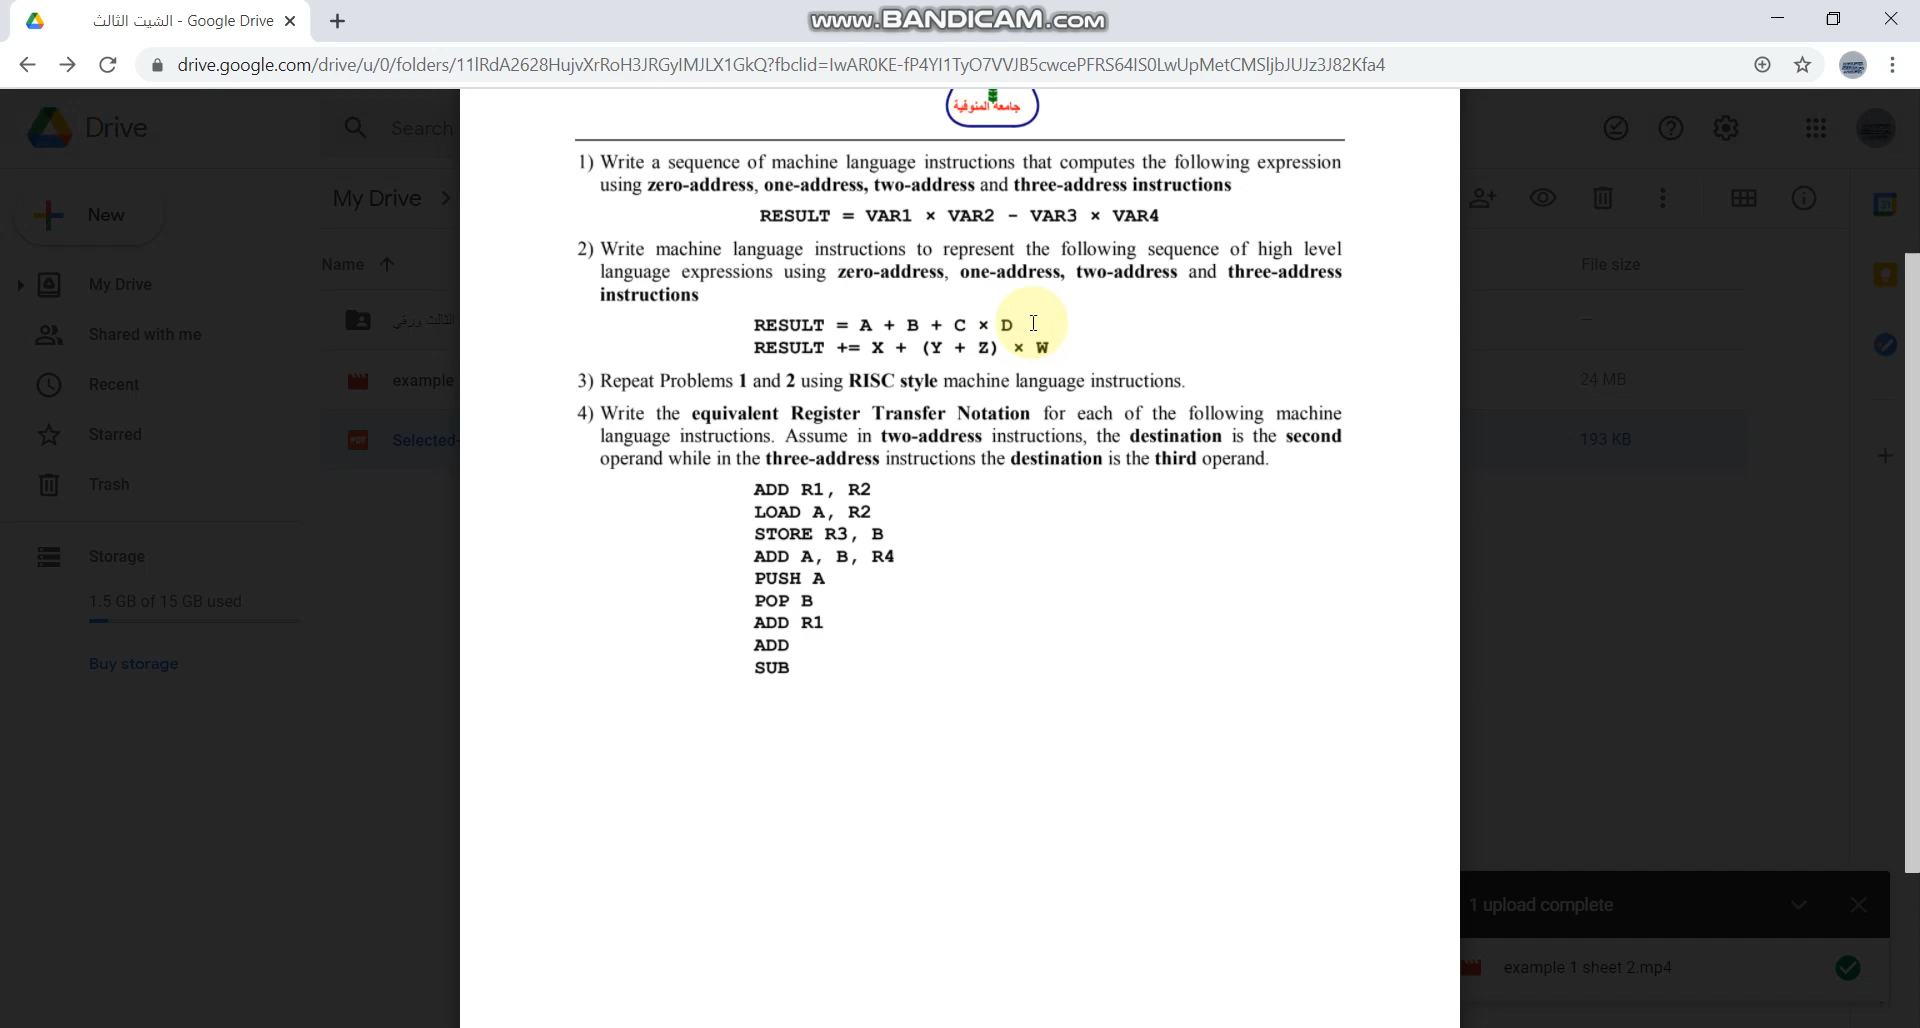 الشيت الثالث - Google Drive
www.BANDICAM.com
drive.google.com/drive/u/0/folders/11lRdA2628HujvXrRoH3JRGyIMJLX1GkQ?fbclid=IwAR0KE-fP4YI1TyO7VVJB5cwcePFRS64IS0LwUpMetCMSljbJUJz3J82Kfa4
Drive
Search
جامعة المنوفية
New
My Drive
Name
File size
My Drive
Shared with me
الثالث ورقي
Recent
example
24 MB
Starred
Selected-
193 KB
Trash
Storage
1.5 GB of 15 GB used
Buy storage
1) Write a sequence of machine language instructions that computes the following expression
using zero-address, one-address, two-address and three-address instructions
RESULT = VAR1 × VAR2 - VAR3 × VAR4
2) Write machine language instructions to represent the following sequence of high level
language expressions using zero-address, one-address, two-address and three-address
instructions
RESULT = A + B + C × D
RESULT += X + (Y + Z) × W
3) Repeat Problems 1 and 2 using RISC style machine language instructions.
4) Write the equivalent Register Transfer Notation for each of the following machine
language instructions. Assume in two-address instructions, the destination is the second
operand while in the three-address instructions the destination is the third operand.
ADD R1, R2
LOAD A, R2
STORE R3, B
ADD A, B, R4
PUSH A
POP B
ADD R1
ADD
SUB
1 upload complete
example 1 sheet 2.mp4